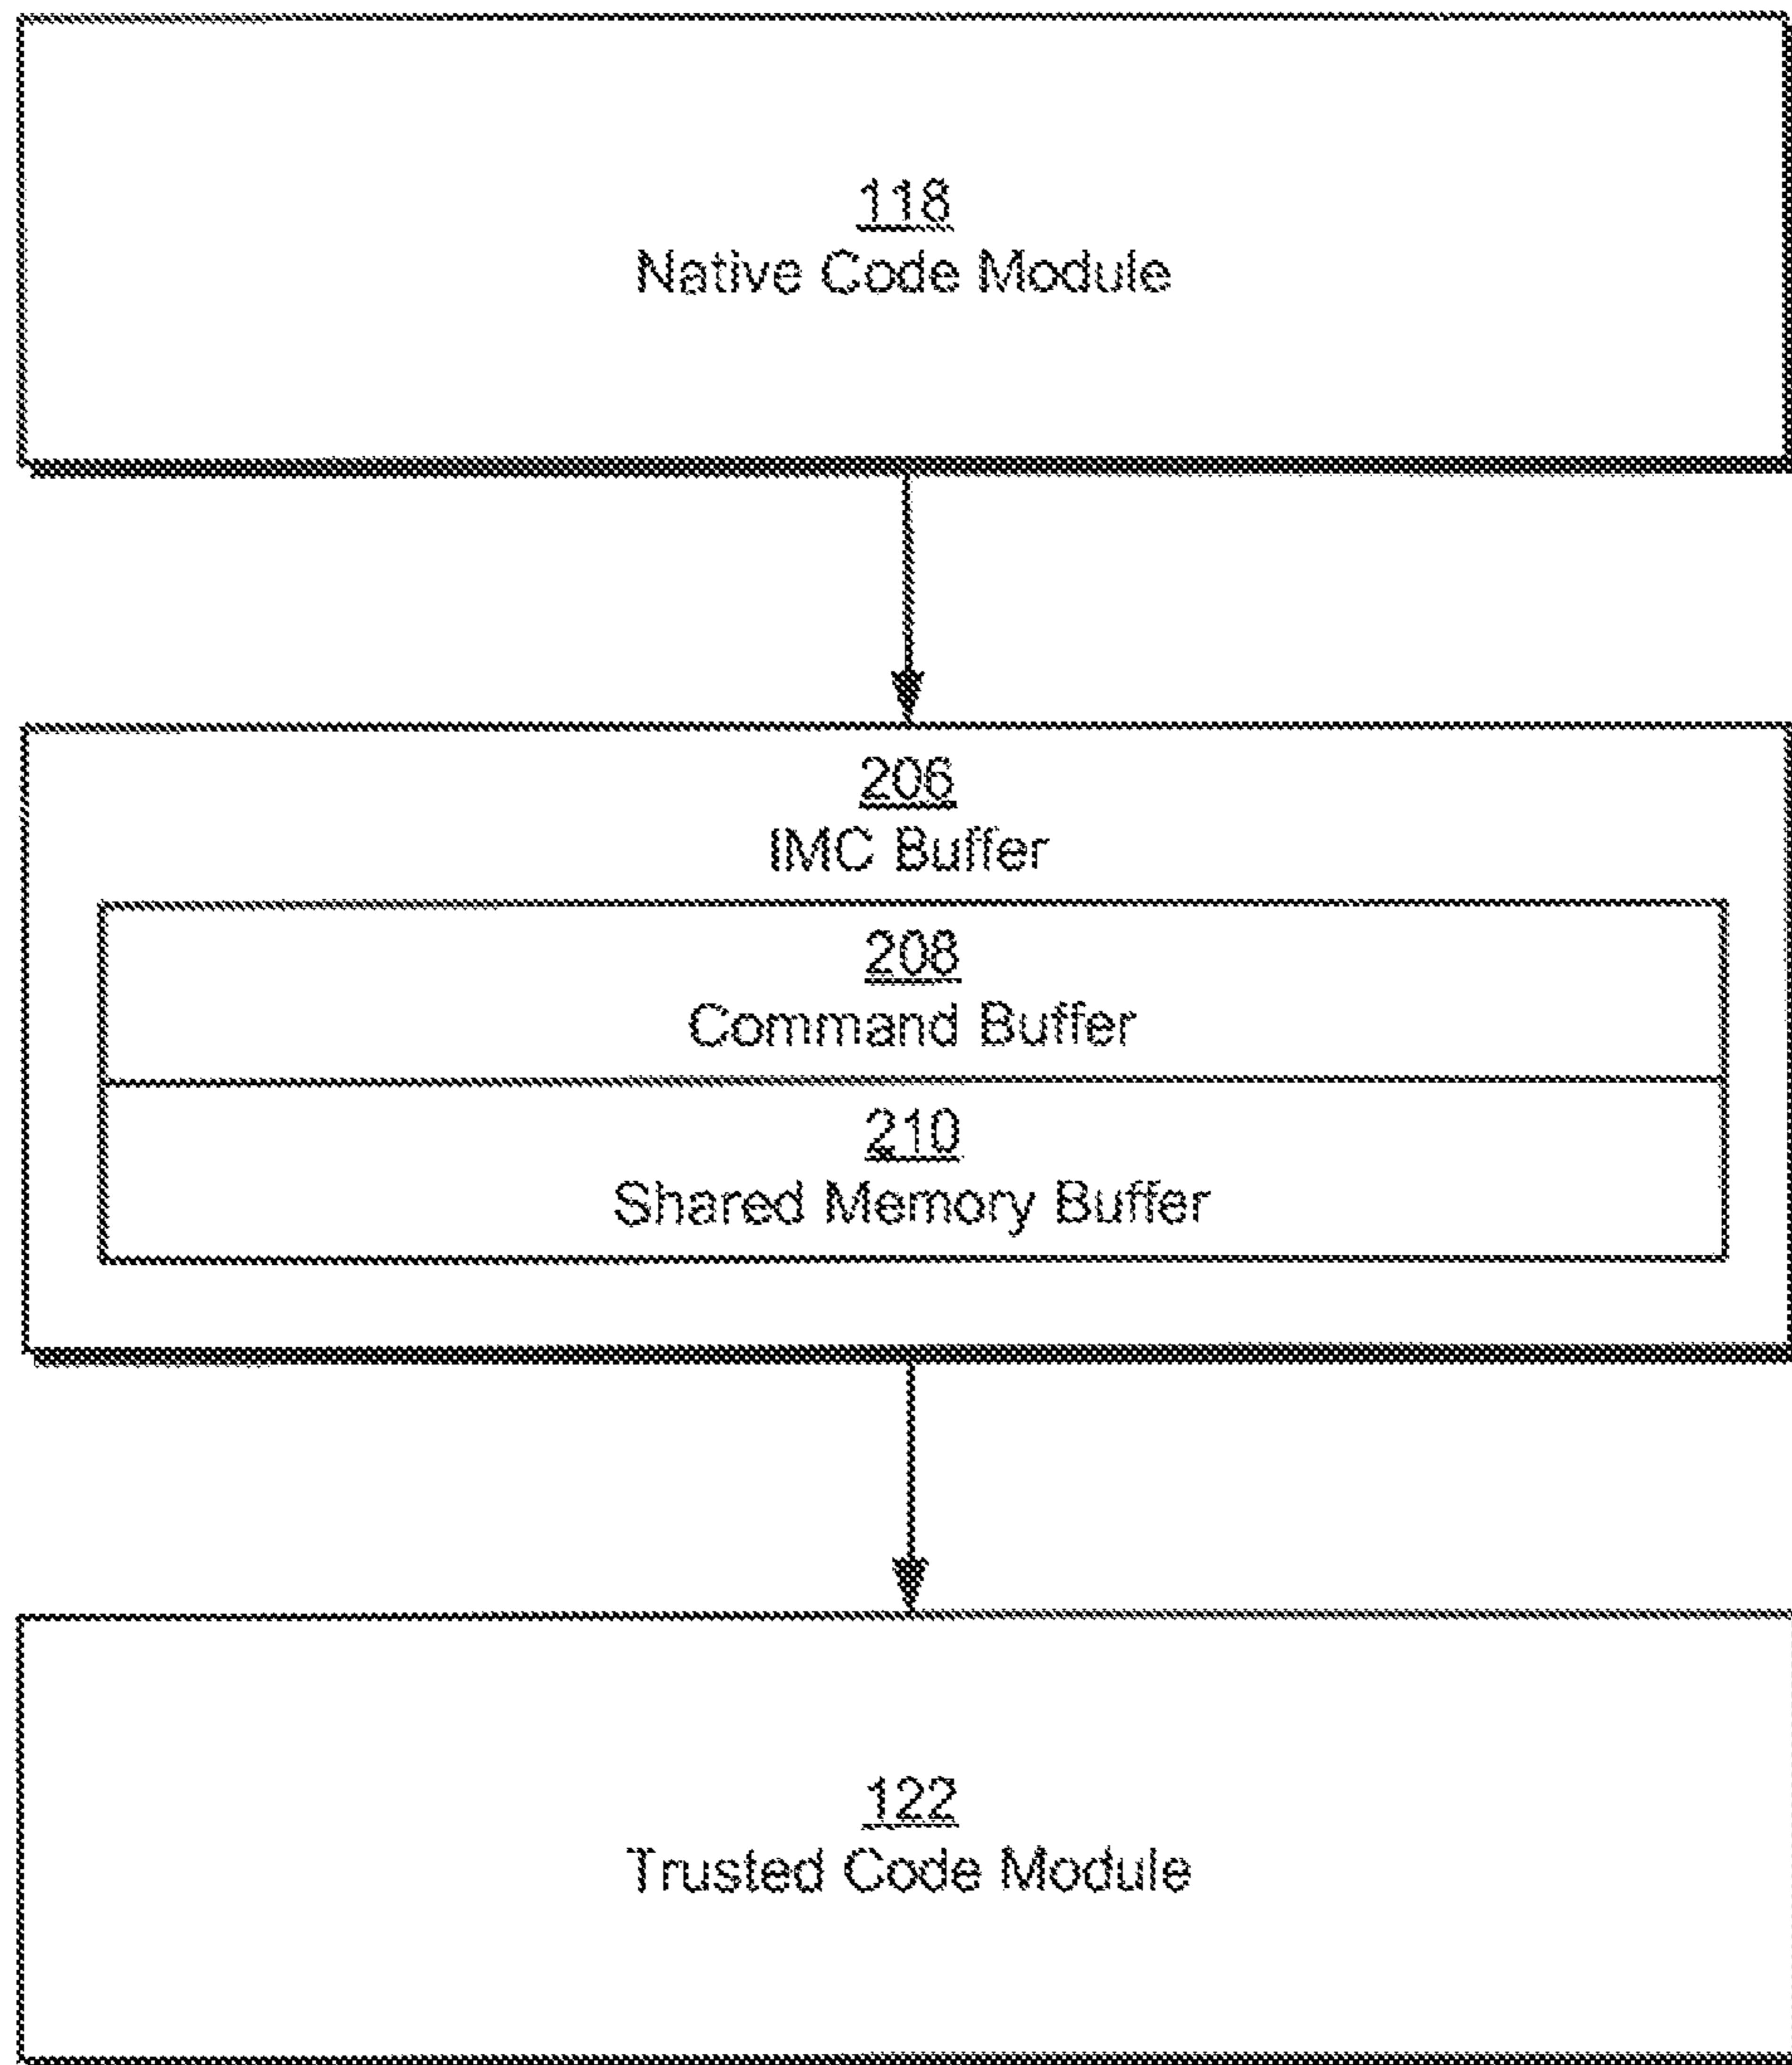 118
Native Code Module
206
IMC Buffer
208
Command Buffer
210
Shared Memory Buffer
122
Trusted Code Module